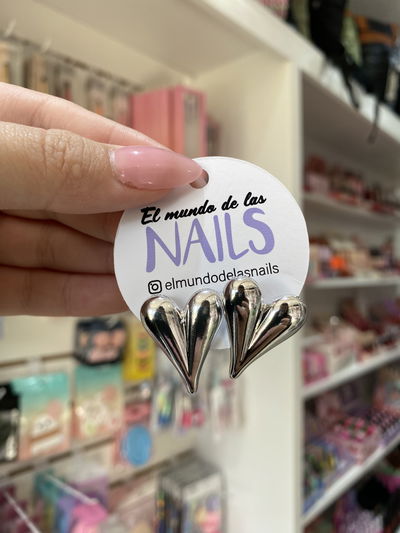 El mundo de las
NAILS
elmundodelasnails